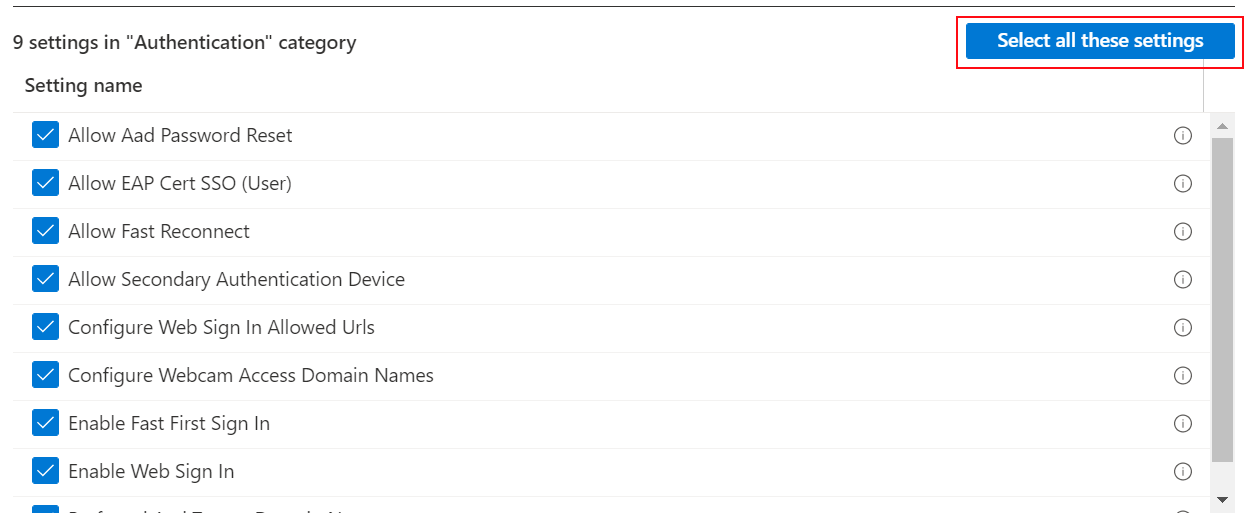 9 settings in "Authentication" category
Select all these settings
Setting name
Allow Aad Password Reset
Allow EAP Cert SSO (User)
Allow Fast Reconnect
Allow Secondary Authentication Device
Configure Web Sign In Allowed Urls
Configure Webcam Access Domain Names
Enable Fast First Sign In
Enable Web Sign In